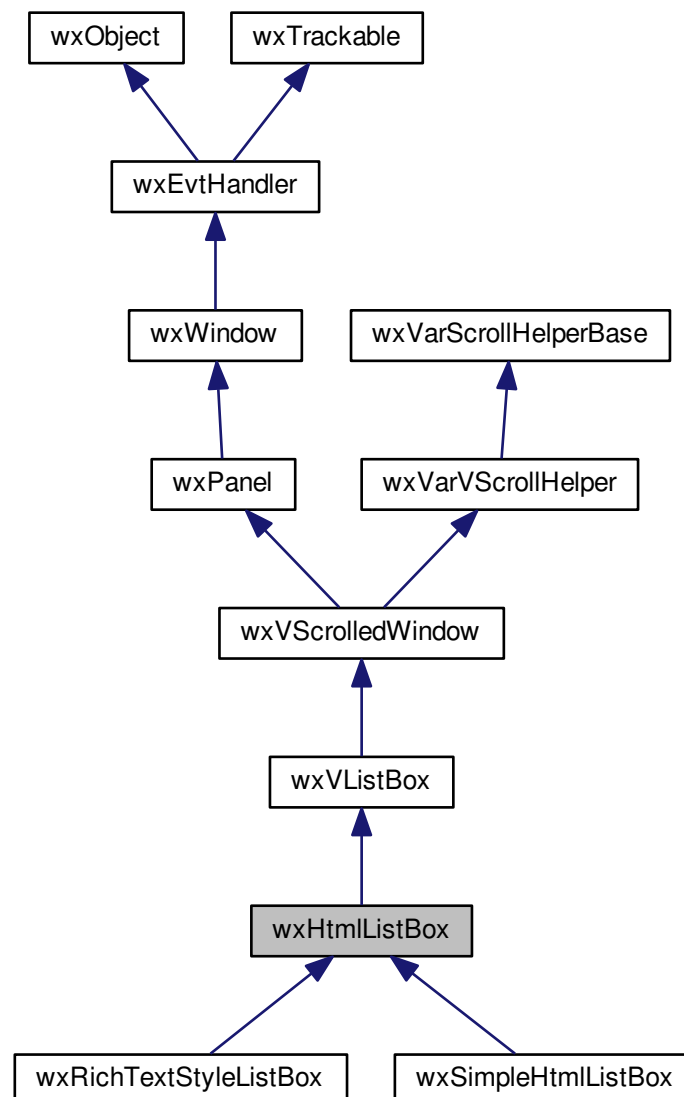 wxObject
wxTrackable
wxEvtHandler
wxWindow
wxVarScrollHelperBase
wxPanel
wxVarVScrollHelper
wxVScrolledWindow
wxVListBox
wxHtmlListBox
wxRichTextStyleListBox
wxSimpleHtmlListBox